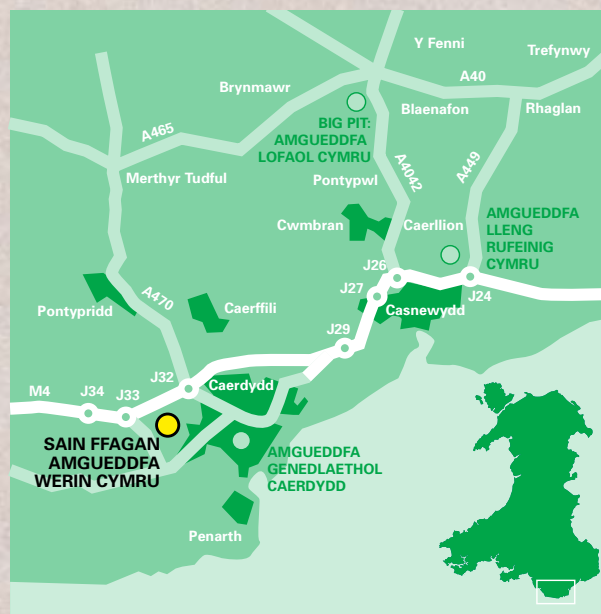 Y Fenni
Trefynwy
A40
Brynmawr
Blaenafon
Rhaglan
BIG PIT:
AMGUEDDFA
LOFAOL CYMRU
A465
Merthyr Tudful
Pontypwl
A4042
A449
Cwmbran
Caerllion
AMGUEDDFA
LLENG
RUFEINIG
CYMRU
J26
J27
J24
Casnewydd
A470
Pontypridd
Caerffili
J29
J32
Caerdydd
M4
J34
J33
SAIN FFAGAN
AMGUEDDFA
WERIN CYMRU
AMGUEDDFA
GENEDLAETHOL
CAERDYDD
Penarth